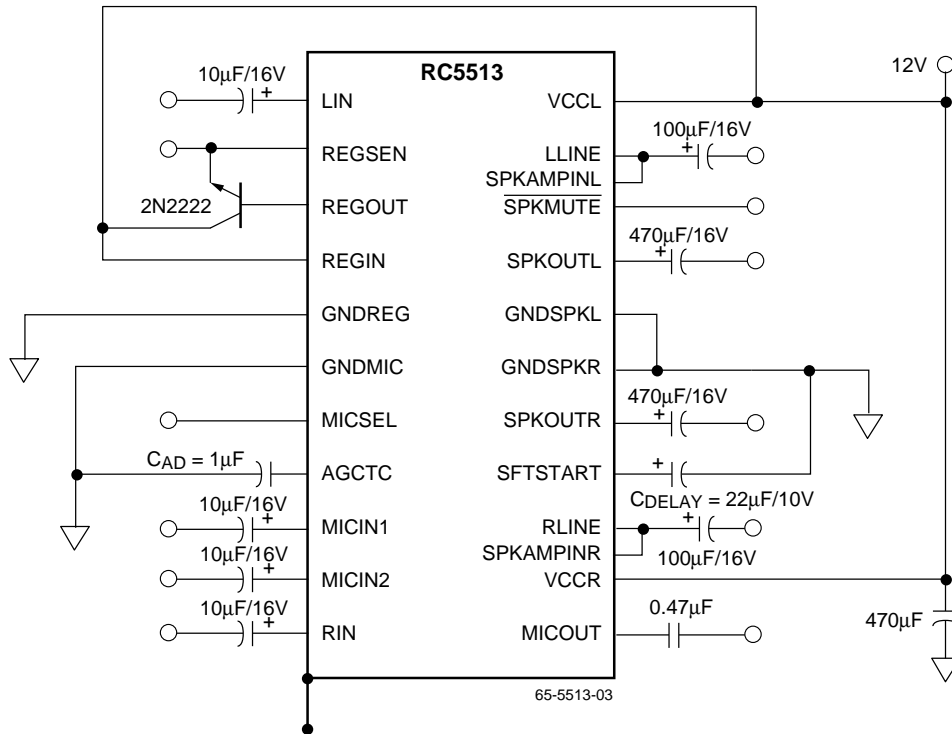 RC5513
12V
10µF/16V
+
LIN
VCCL
100µF/16V
+
REGSEN
LLINE
SPKAMPINL
2N2222
REGOUT
SPKMUTE
470µF/16V
+
REGIN
SPKOUTL
GNDREG
GNDSPKL
GNDMIC
GNDSPKR
470µF/16V
+
MICSEL
SPKOUTR
CAD = 1µF
AGCTC
SFTSTART
+
CDELAY = 22µF/10V
10µF/16V
+
MICIN1
RLINE
+
SPKAMPINR
100µF/16V
10µF/16V
+
MICIN2
VCCR
10µF/16V
+
0.47µF
470µF
RIN
MICOUT
65-5513-03